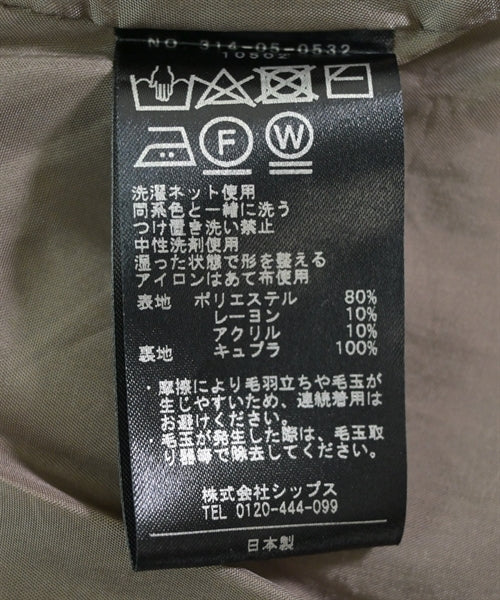 NO 314-05-0532
10502
F
W
洗濯ネット使用
同系色と一緒に洗う
つけ置き洗い禁止
中性洗剤使用
湿った状態で形を整える
アイロンはあて布使用
表地 ポリエステル 80%
レーヨン 10%
アクリル 10%
裏地 キュプラ 100%
・摩擦により毛羽立ちや毛玉が
生じやすいため、連続着用は
お避けください。
・毛玉が発生した際は、毛玉取
り器等で除去してください。
株式会社シップス
TEL 0120-444-099
日本製